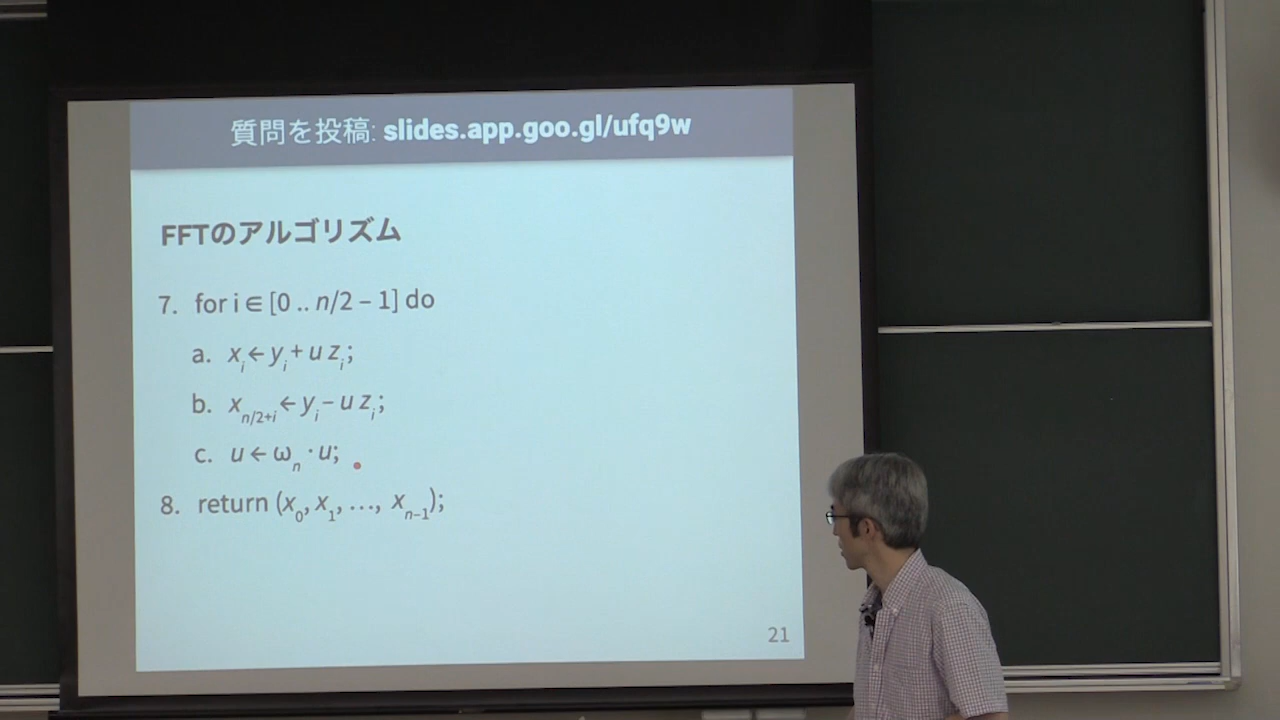 質問を投稿: slides.app.goo.gl/ufq9w
FFTのアルゴリズム
7. for i ∈ [0 .. n/2 – 1] do
a. xᵢ ← yᵢ + u zᵢ;
b. x_{n/2+i} ← yᵢ – u zᵢ;
c. u ← ωₙ · u;
8. return (x₀, x₁, …, x_{n–1});
21